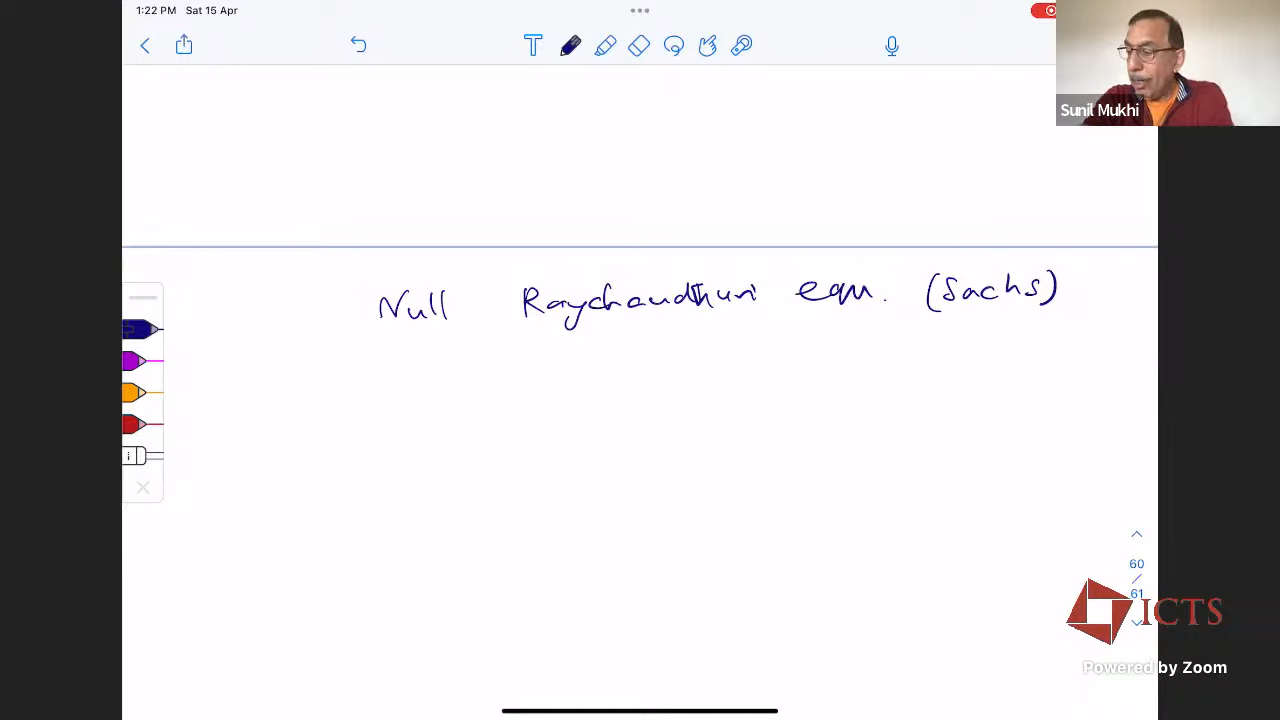 1:22 PM Sat 15 Apr
Sunil Mukhi
Null Raychaudhuri eqn. (Sachs)
60
61
ICTS
Powered by Zoom